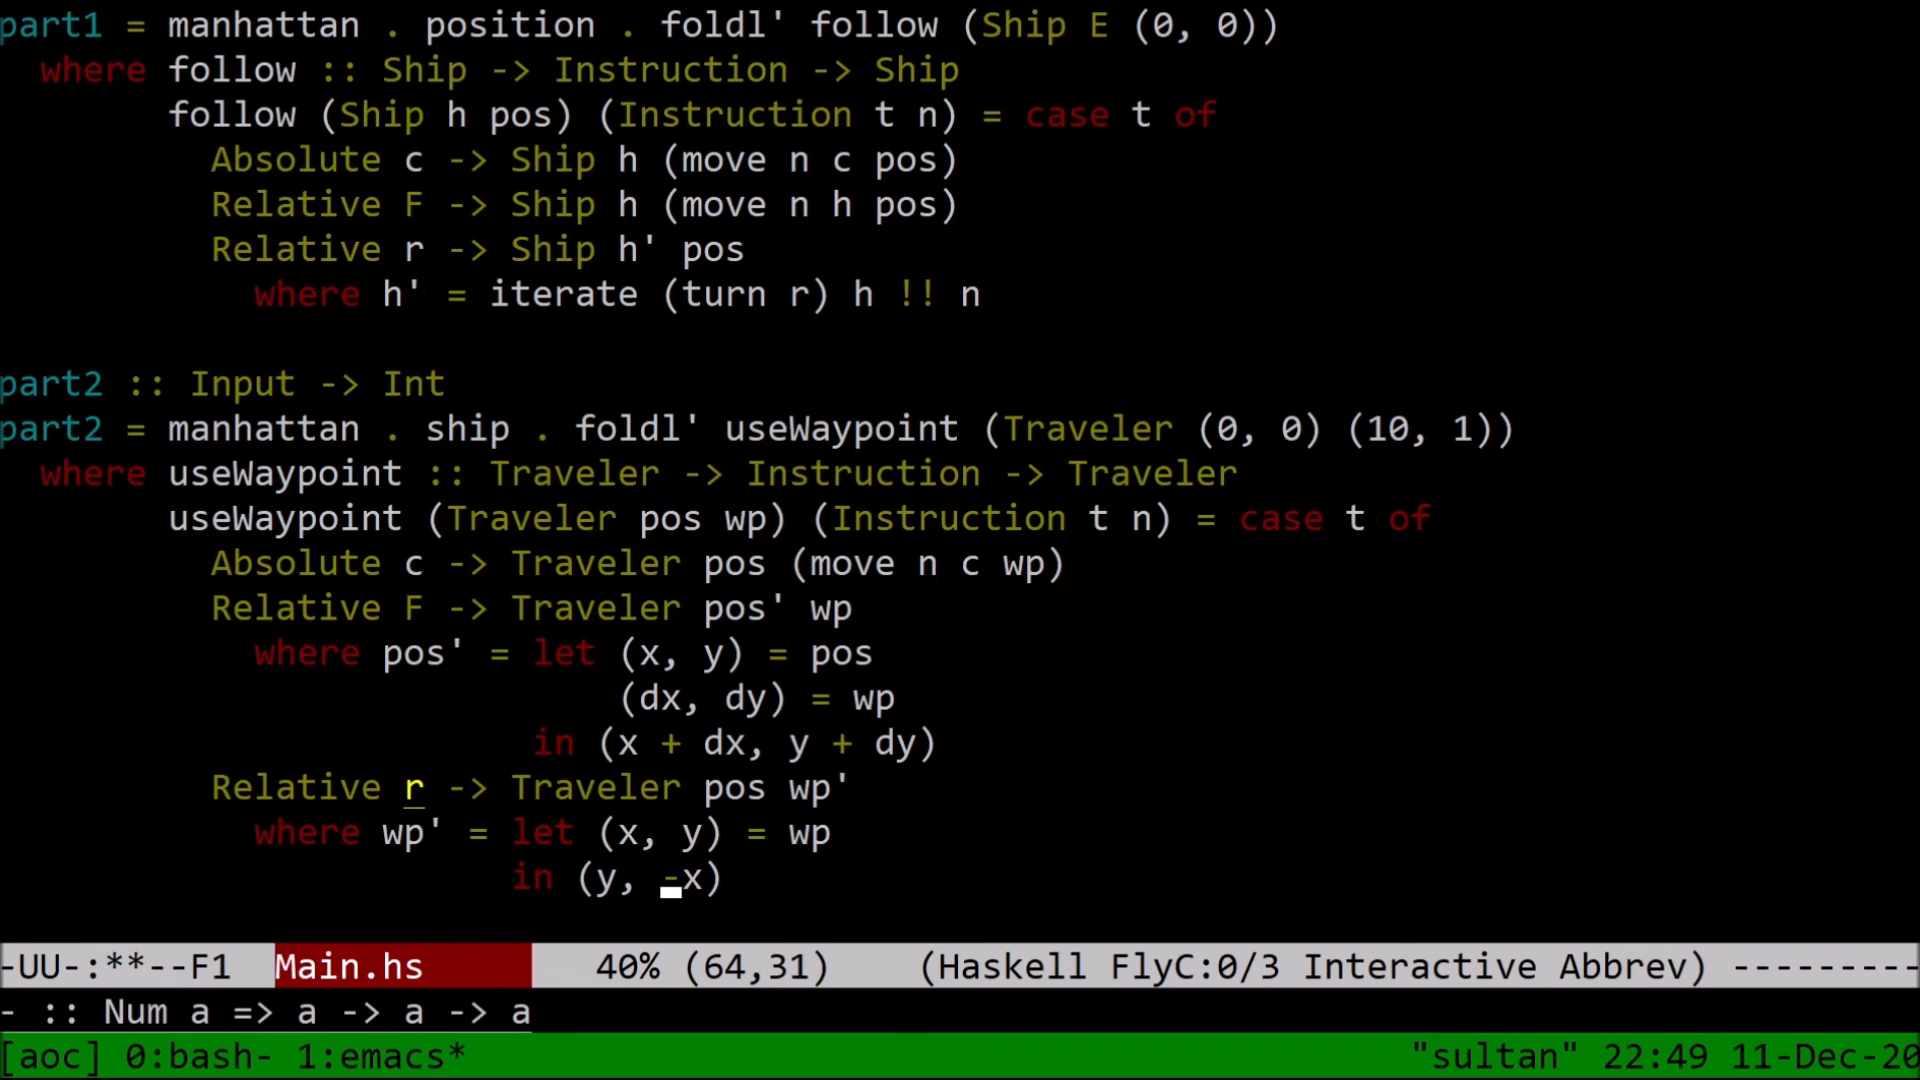 part1 = manhattan . position . foldl' follow (Ship E (0, 0))
  where follow :: Ship -> Instruction -> Ship
        follow (Ship h pos) (Instruction t n) = case t of
          Absolute c -> Ship h (move n c pos)
          Relative F -> Ship h (move n h pos)
          Relative r -> Ship h' pos
            where h' = iterate (turn r) h !! n
part2 :: Input -> Int
part2 = manhattan . ship . foldl' useWaypoint (Traveler (0, 0) (10, 1))
  where useWaypoint :: Traveler -> Instruction -> Traveler
        useWaypoint (Traveler pos wp) (Instruction t n) = case t of
          Absolute c -> Traveler pos (move n c wp)
          Relative F -> Traveler pos' wp
            where pos' = let (x, y) = pos
                             (dx, dy) = wp
                         in (x + dx, y + dy)
          Relative r -> Traveler pos wp'
            where wp' = let (x, y) = wp
                        in (y, -x)
-UU-:**--F1  Main.hs        40% (64,31)    (Haskell FlyC:0/3 Interactive Abbrev) ---------
- :: Num a => a -> a -> a
[aoc] 0:bash- 1:emacs* "sultan" 22:49 11-Dec-20